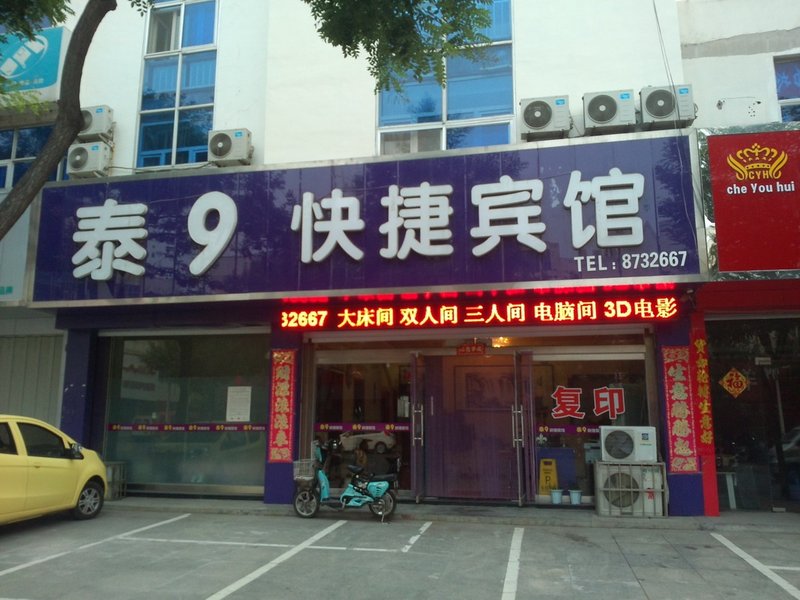 泰9 快捷宾馆
TEL：8732667
CYH
che You hui
32667 大床间 双人间 三人间 电脑间 3D电影
复印
福